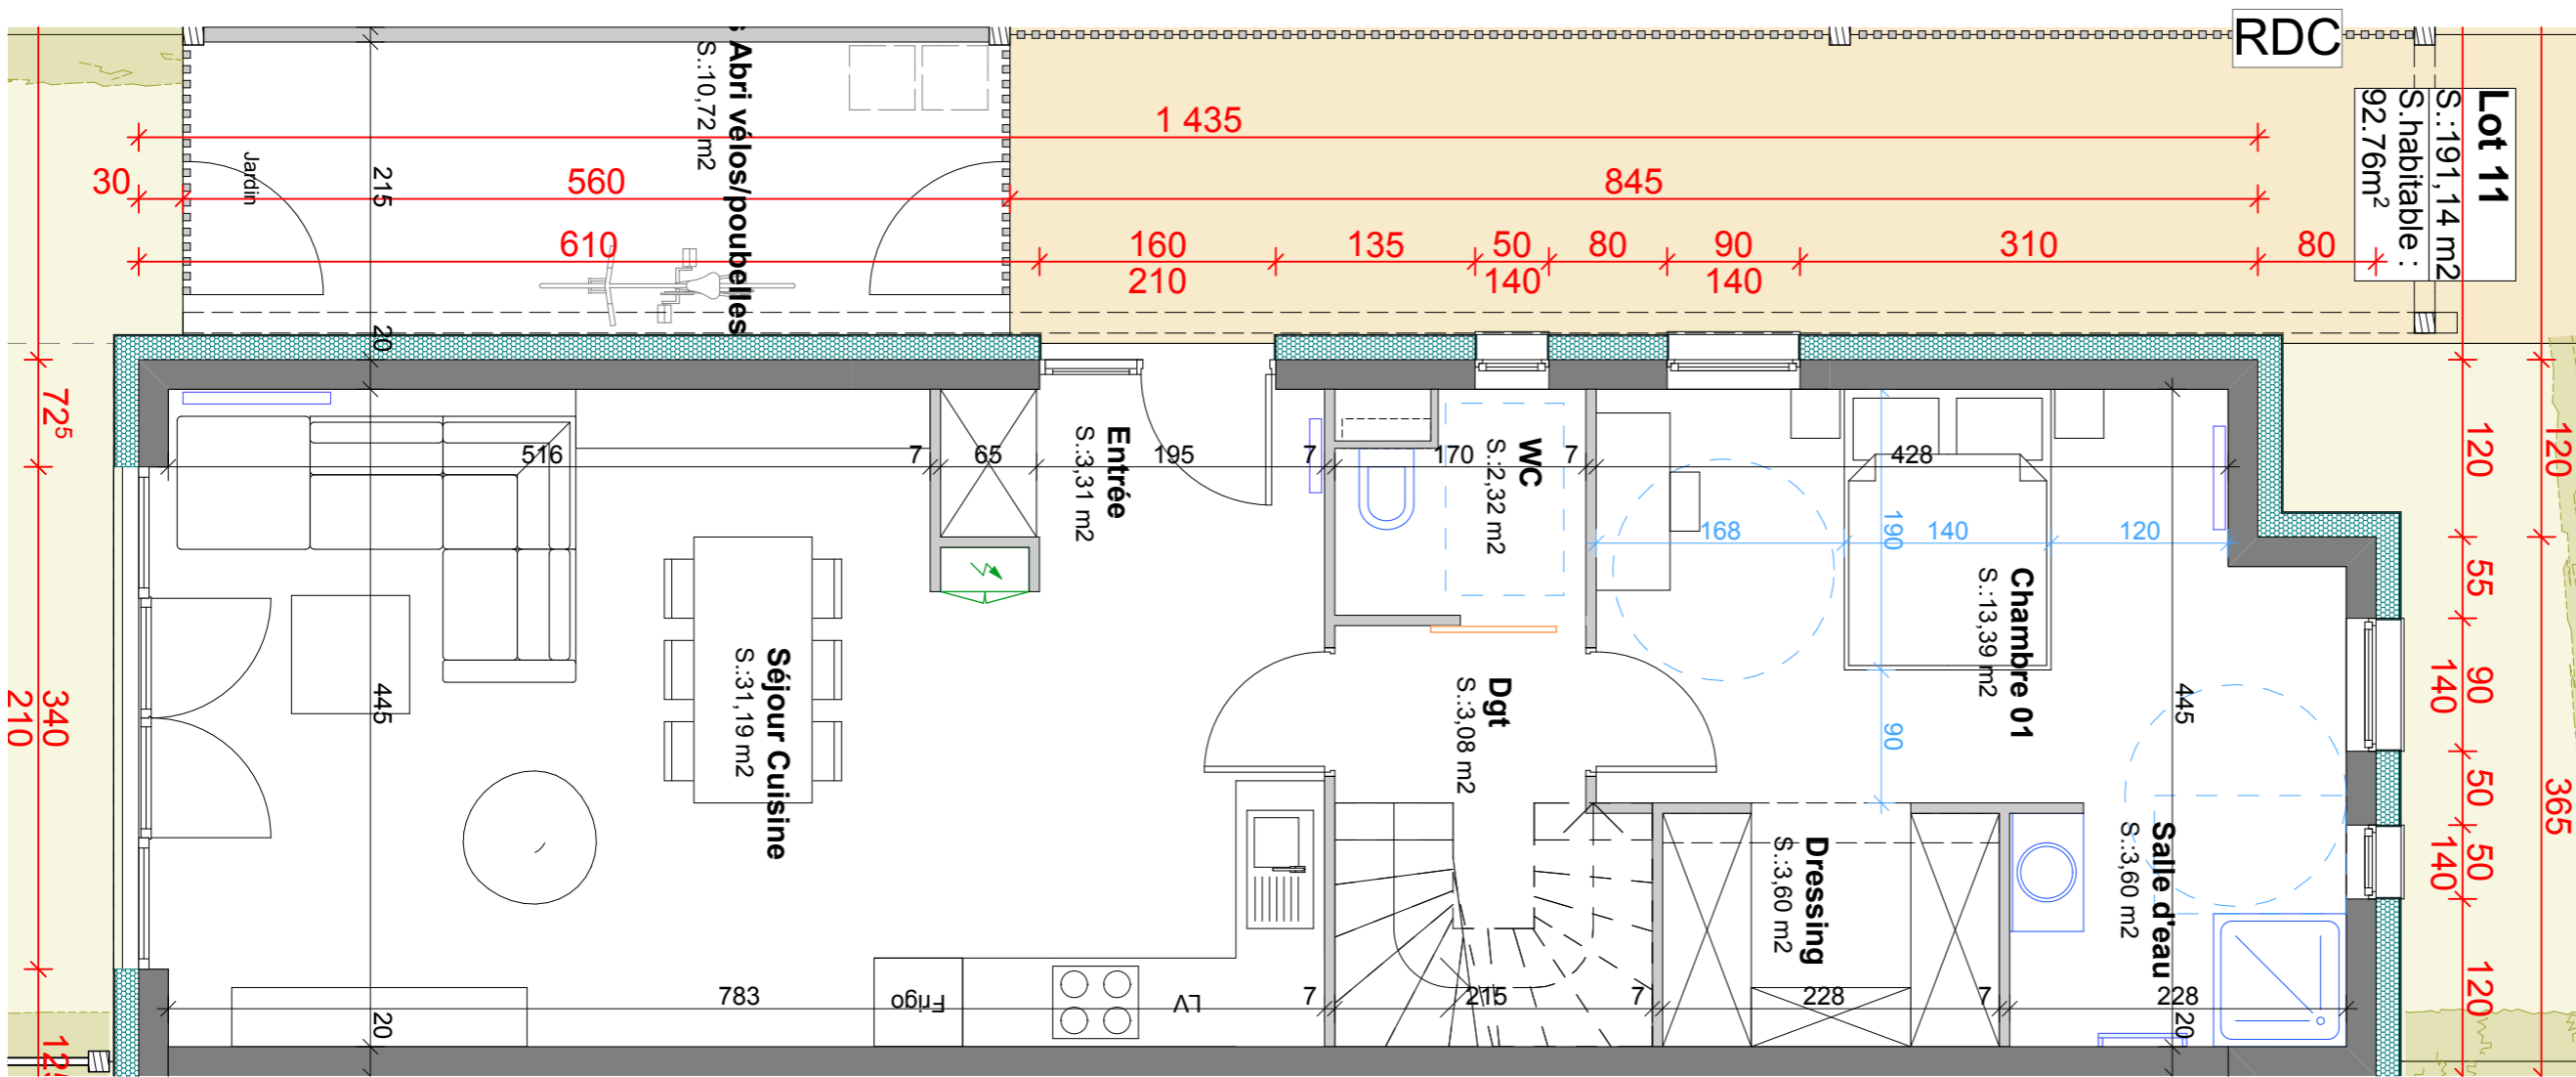 RDC
Lot 11
S.:191,14 m2
S.habitable :
92.76m²
Abri vélos/poubelles
S.:10,72 m2
Jardin
1 435
30
560
845
610
160
210
135
50
140
80
90
140
310
80
215
20
72⁵
340
210
125
516
7
65
195
7
170
7
428
Entrée
S.:3,31 m2
WC
S.:2,32 m2
168
190
140
120
90
Chambre 01
S.:13,39 m2
Séjour Cuisine
S.:31,19 m2
445
Dgt
S.:3,08 m2
445
Dressing
S.:3,60 m2
Salle d'eau
S.:3,60 m2
783
Frigo
LV
7
215
7
228
7
228
20
20
120
55
90
140
50
50
140
120
120
365